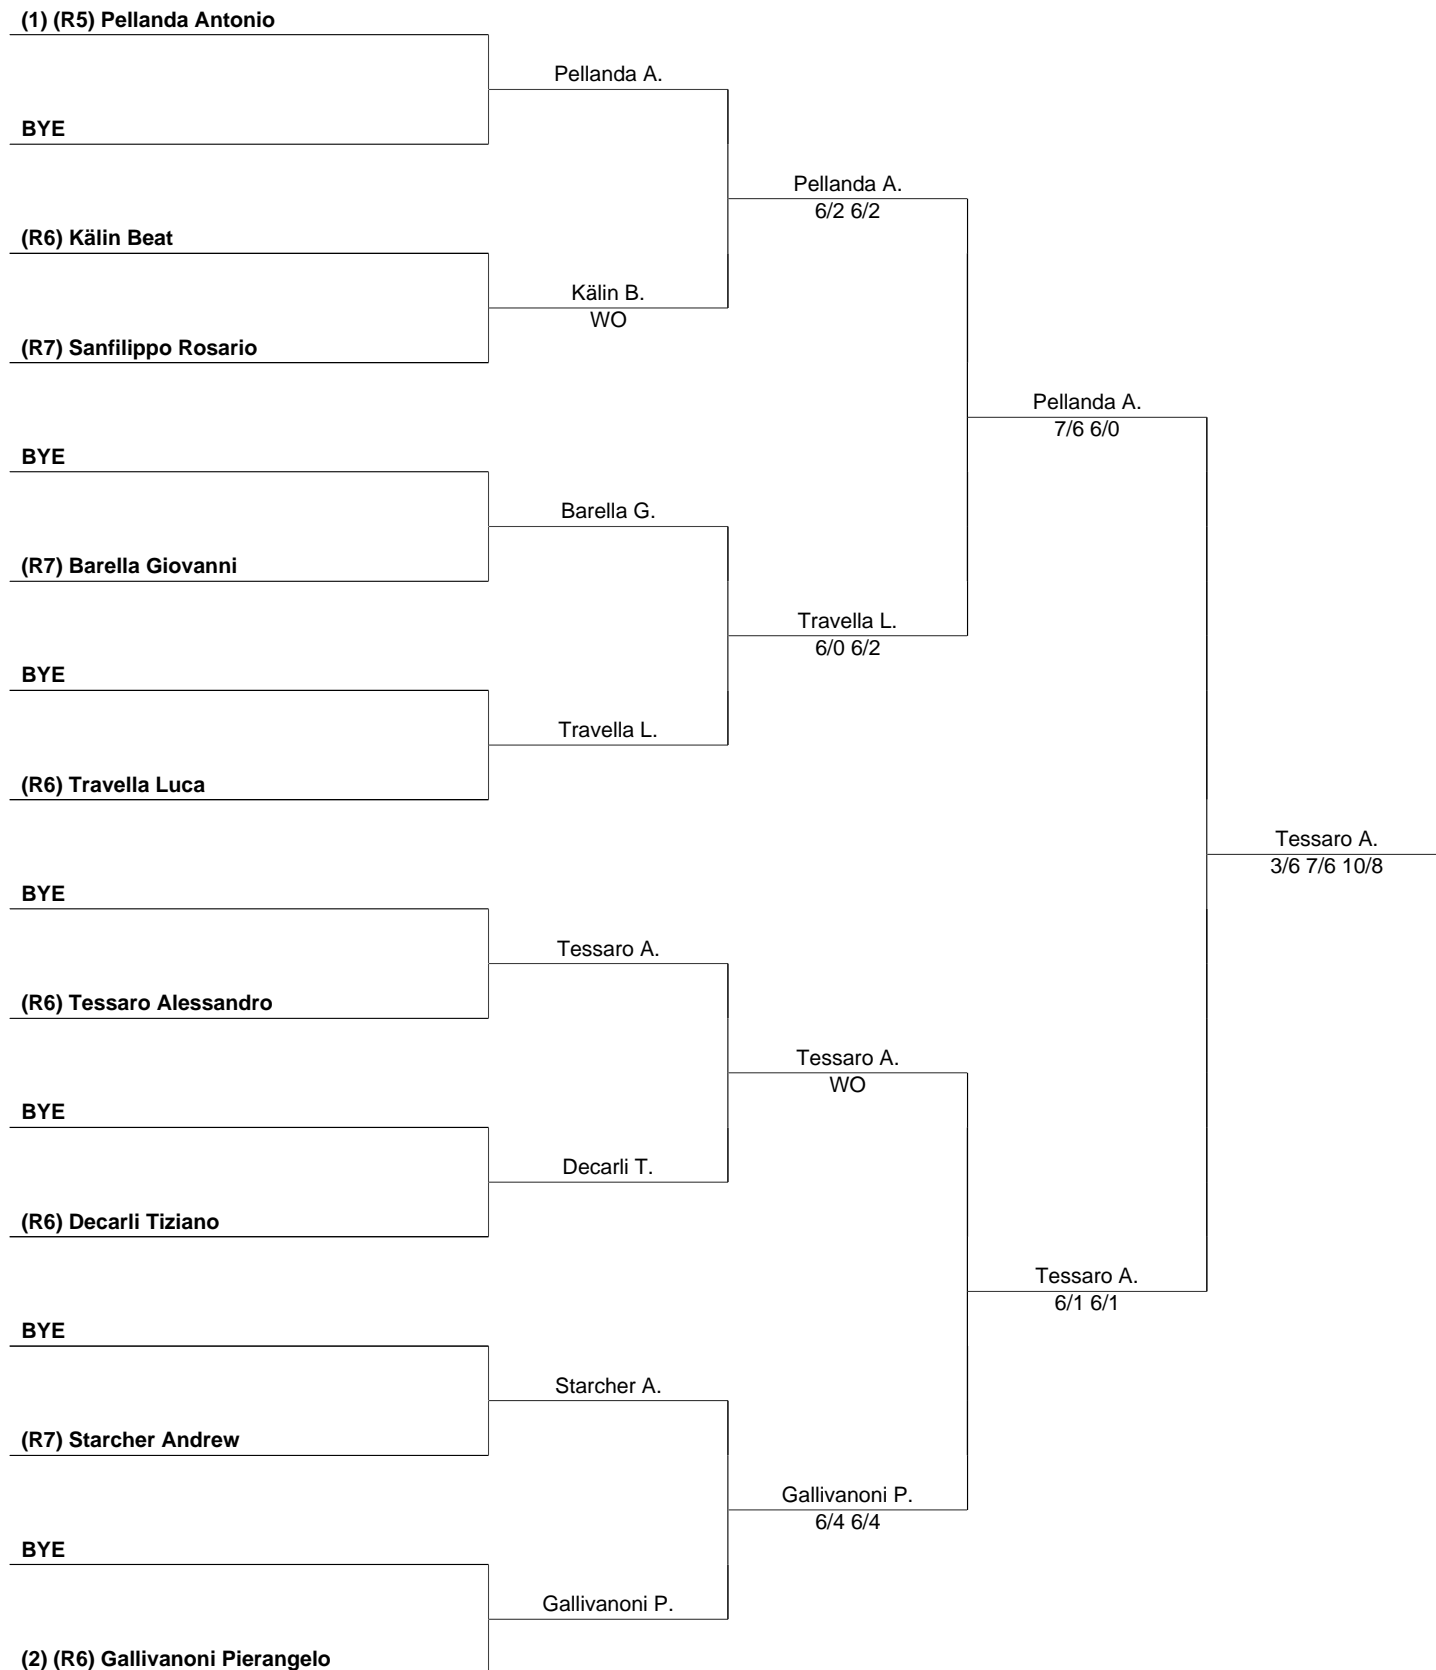 (1) (R5) Pellanda Antonio
Pellanda A.
BYE
Pellanda A.
6/2 6/2
(R6) Kälin Beat
Kälin B.
WO
(R7) Sanfilippo Rosario
Pellanda A.
7/6 6/0
BYE
Barella G.
(R7) Barella Giovanni
Travella L.
6/0 6/2
BYE
Travella L.
(R6) Travella Luca
Tessaro A.
3/6 7/6 10/8
BYE
Tessaro A.
(R6) Tessaro Alessandro
Tessaro A.
WO
BYE
Decarli T.
(R6) Decarli Tiziano
Tessaro A.
6/1 6/1
BYE
Starcher A.
(R7) Starcher Andrew
Gallivanoni P.
6/4 6/4
BYE
Gallivanoni P.
(2) (R6) Gallivanoni Pierangelo